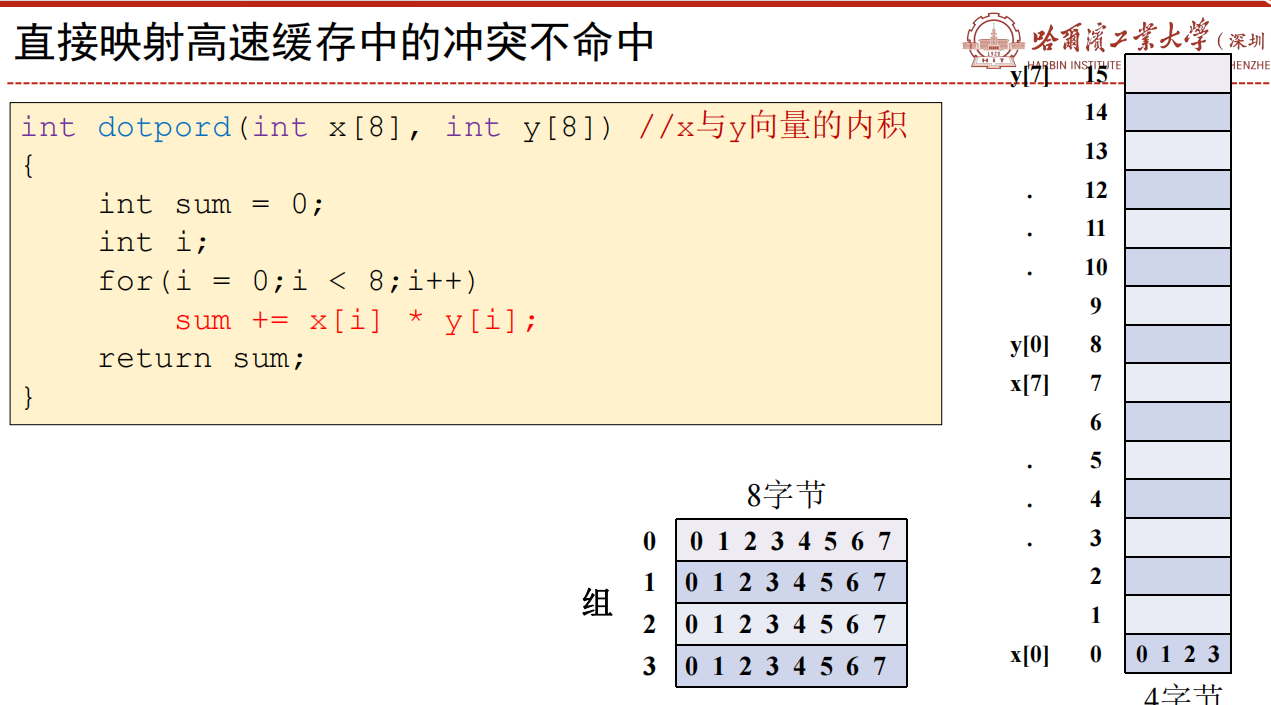 直接映射高速缓存中的冲突不命中
哈爾濱工業大學(深圳
HARBIN INSTITUTE
HENZHE
HIT
1920
int dotpord(int x[8], int y[8]) //x与y向量的内积
{
int sum = 0;
int i;
for(i = 0;i < 8;i++)
sum += x[i] * y[i];
return sum;
}
y[7] 15
14
13
. 12
. 11
. 10
9
y[0] 8
x[7] 7
6
. 5
. 4
. 3
2
1
x[0] 0 0 1 2 3
4字节
8字节
组
0 0 1 2 3 4 5 6 7
1 0 1 2 3 4 5 6 7
2 0 1 2 3 4 5 6 7
3 0 1 2 3 4 5 6 7